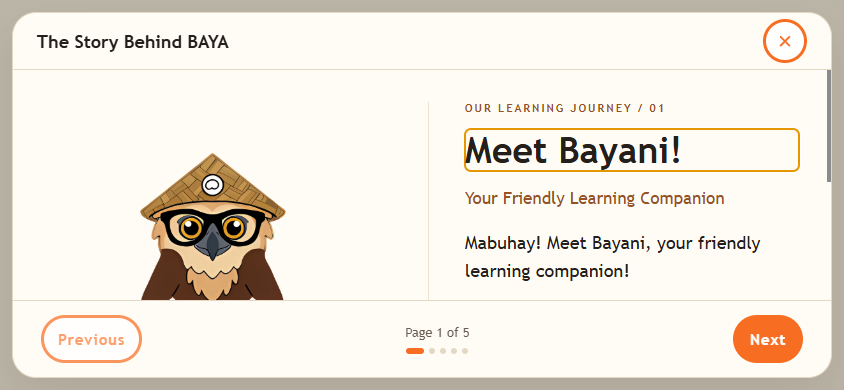 The Story Behind BAYA
OUR LEARNING JOURNEY / 01
Meet Bayani!
Your Friendly Learning Companion
Mabuhay! Meet Bayani, your friendly
learning companion!
Previous
Page 1 of 5
Next